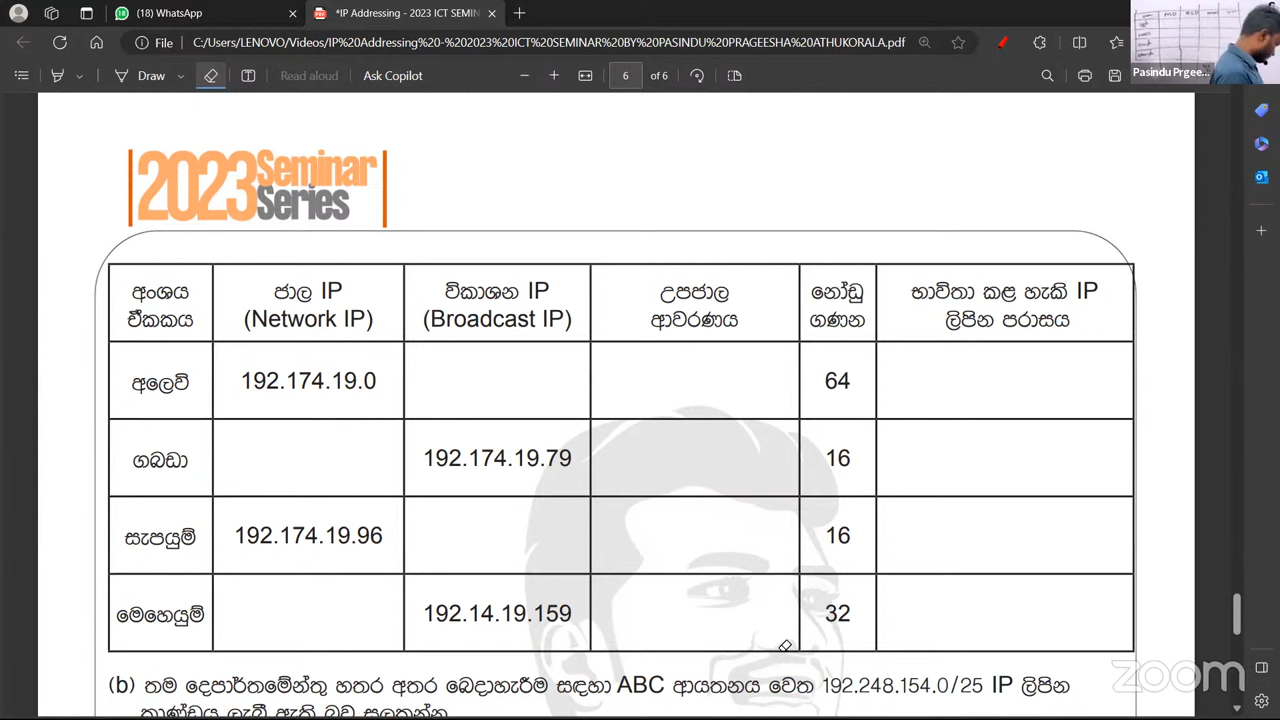 (18) WhatsApp
*IP Addressing - 2023 ICT SEMIN
File
C:/Users/LENOVO/Videos/IP%20Addressing%20-%202023%20ICT%20SEMINAR%20BY%20PASINDU%20PRAGEESHA%20ATHUKORALA.pdf
Draw
Read aloud
Ask Copilot
6
of 6
Pasindu Prgee...
2023 Seminar Series
අංශය ඒකකය
ජාල IP (Network IP)
විකාශන IP (Broadcast IP)
උපජාල ආවරණය
නෝඩු ගණන
භාවිතා කළ හැකි IP ලිපින පරාසය
අලෙවි 192.174.19.0 64
ගබඩා 192.174.19.79 16
සැපයුම් 192.174.19.96 16
මෙහෙයුම් 192.14.19.159 32
(b) තම දෙපාර්තමේන්තු හතර අතර බෙදාහැරීම සඳහා ABC ආයතනය වෙත 192.248.154.0/25 IP ලිපින
කාණ්ඩය ලැබී ඇති බව සලකන්න
zoom